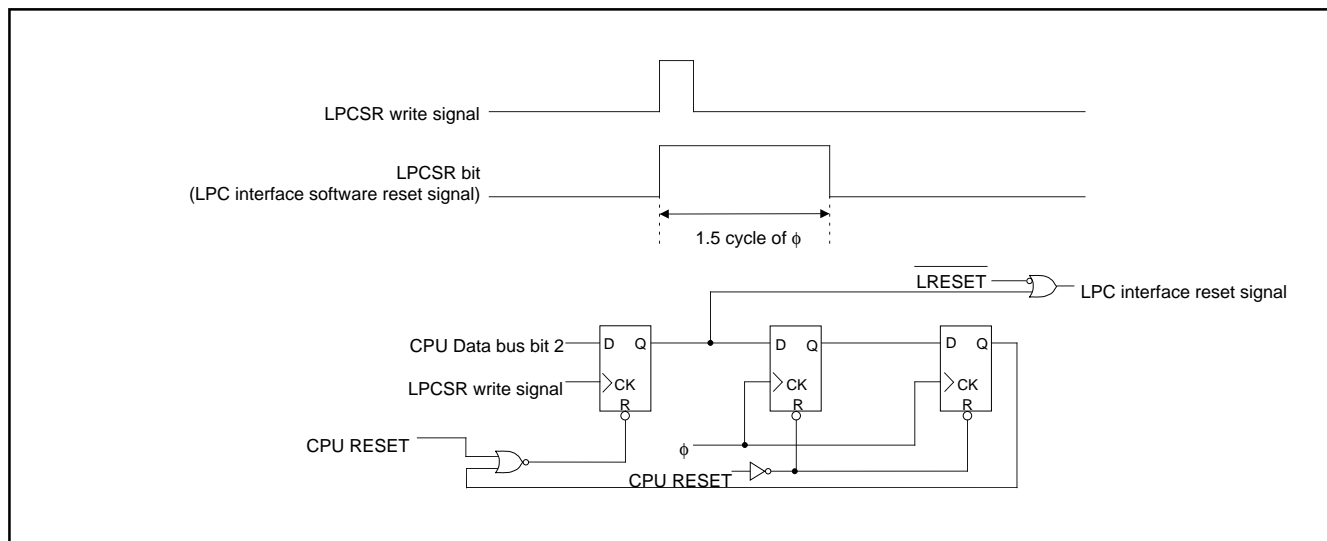 LPCSR write signal
LPCSR bit
(LPC interface software reset signal)
1.5 cycle of ϕ
LRESET
LPC interface reset signal
CPU Data bus bit 2
D Q
D Q
D Q
LPCSR write signal
CK
CK
CK
R
R
R
CPU RESET
ϕ
CPU RESET